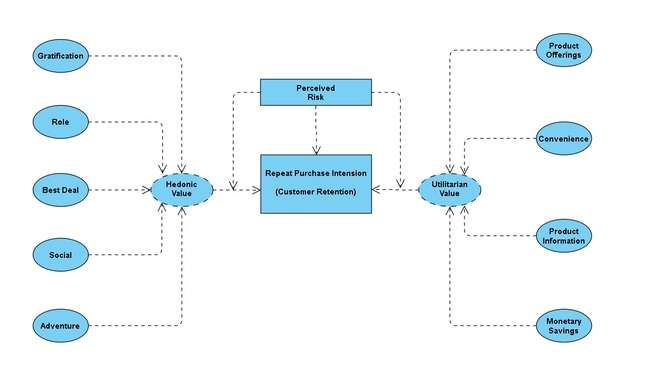 Gratification
Role
Best Deal
Social
Adventure
Hedonic
Value
Perceived
Risk
Repeat Purchase Intension
(Customer Retention)
Utilitarian
Value
Product
Offerings
Convenience
Product
Information
Monetary
Savings